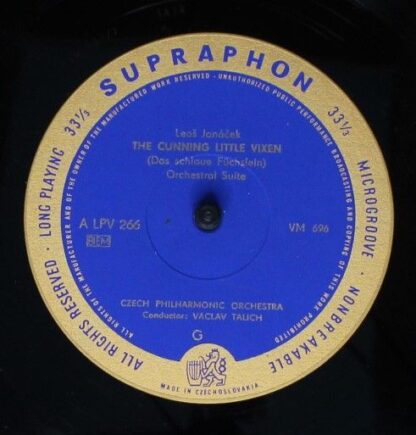 SUPRAPHON
33⅓ 33⅓
LONG PLAYING MICROGROOVE · NONBREAKABLE
ALL RIGHTS RESERVED ·
ALL RIGHTS OF THE MANUFACTURER AND OF THE OWNER OF THE MANUFACTURED WORK RESERVED - UNAUTHORIZED PUBLIC PERFORMANCE BROADCASTING AND COPYING OF THIS WORK PROHIBITED
Leoš Janáček
THE CUNNING LITTLE VIXEN
(Das schlaue Füchslein)
Orchestral Suite
A LPV 266 VM 696
BIEM
CZECH PHILHARMONIC ORCHESTRA
Conductor: VÁCLAV TALICH
G
MADE IN CZECHOSLOVAKIA